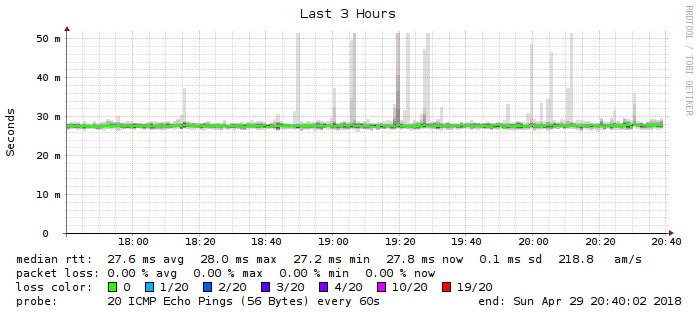 Last 3 Hours
RRDTOOL / TOBI OETIKER
Seconds
50 m
40 m
30 m
20 m
10 m
0
18:00 18:20 18:40 19:00 19:20 19:40 20:00 20:20 20:40
median rtt: 27.6 ms avg 28.0 ms max 27.2 ms min 27.8 ms now 0.1 ms sd 218.8 am/s
packet loss: 0.00 % avg 0.00 % max 0.00 % min 0.00 % now
loss color: 0 1/20 2/20 3/20 4/20 10/20 19/20
probe: 20 ICMP Echo Pings (56 Bytes) every 60s end: Sun Apr 29 20:40:02 2018